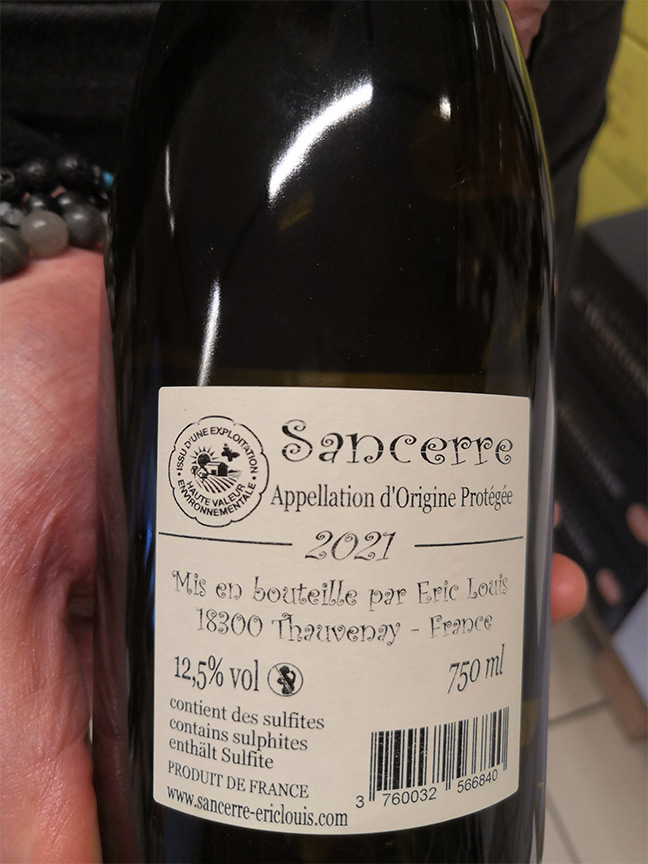 ISSU D'UNE EXPLOITATION
HAUTE VALEUR
ENVIRONNEMENTALE
Sancerre
Appellation d'Origine Protégée
2021
Mis en bouteille par Eric Louis
18300 Thauvenay - France
12,5% vol
750 ml
contient des sulfites
contains sulphites
enthält Sulfite
PRODUIT DE FRANCE
www.sancerre-ericlouis.com
3 760032 566840